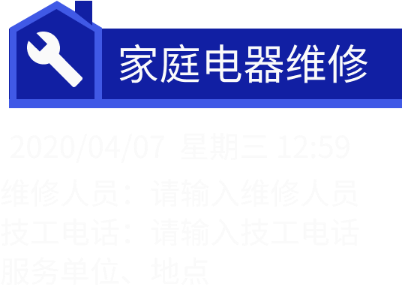 家庭电器维修
2020/04/07 星期三 12:59
维修人员：请输入维修人员
技工电话：请输入技工电话
服务单位、地点